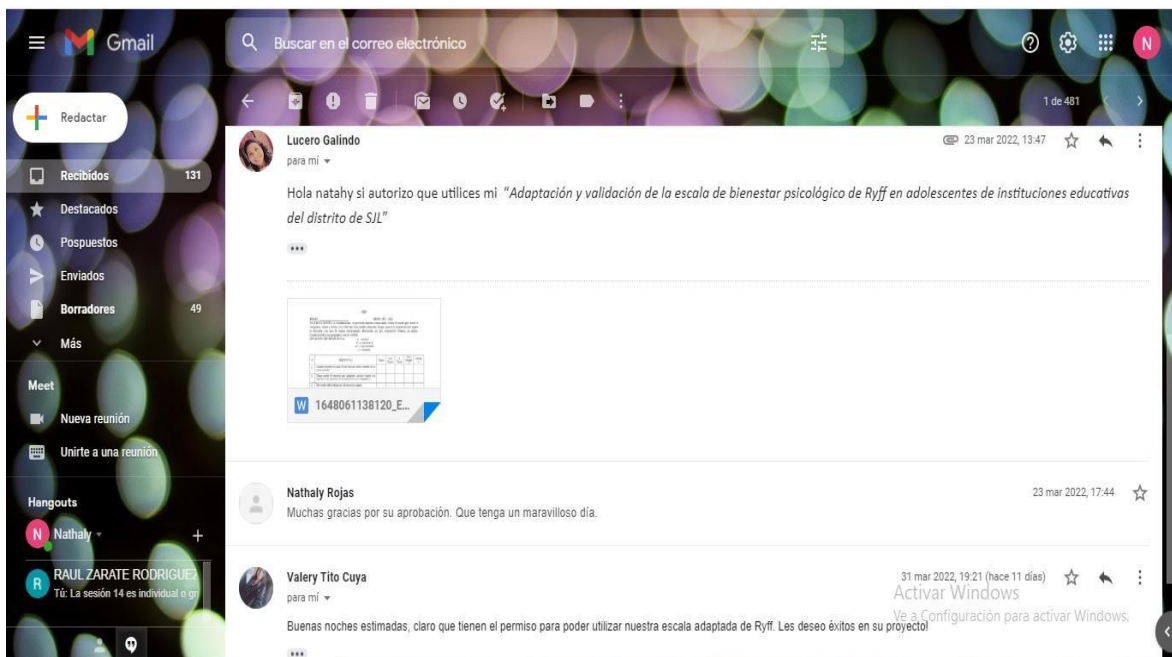 Gmail
Buscar en el correo electrónico
N
Redactar
1 de 481
Recibidos 131
Destacados
Pospuestos
Enviados
Borradores 49
Más
Meet
Nueva reunión
Unirte a una reunión
Hangouts
N Nathaly
R RAUL ZARATE RODRIGUEZ
Tú: La sesión 14 es individual o gr
Lucero Galindo 23 mar 2022, 13:47
para mí
Hola natahy si autorizo que utilices mi “Adaptación y validación de la escala de bienestar psicológico de Ryff en adolescentes de instituciones educativas
del distrito de SJL”
W 1648061138120_E...
Nathaly Rojas 23 mar 2022, 17:44
Muchas gracias por su aprobación. Que tenga un maravilloso día.
Valery Tito Cuya 31 mar 2022, 19:21 (hace 11 días)
para mí
Activar Windows
Ve a Configuración para activar Windows.
Buenas noches estimadas, claro que tienen el permiso para poder utilizar nuestra escala adaptada de Ryff. Les deseo éxitos en su proyecto!